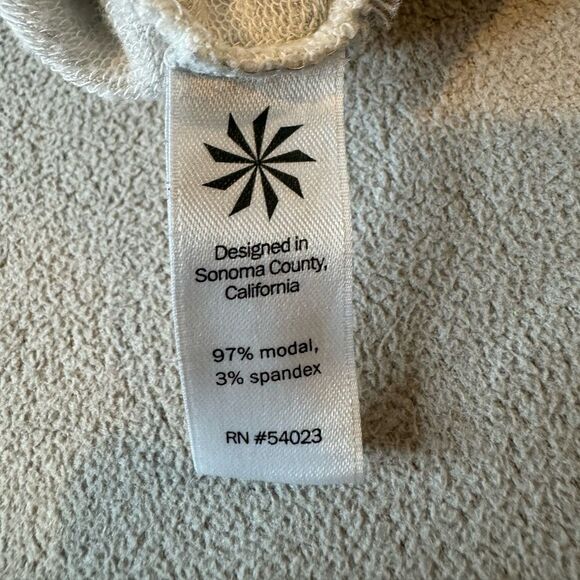 Designed in
Sonoma County,
California
97% modal,
3% spandex
RN #54023